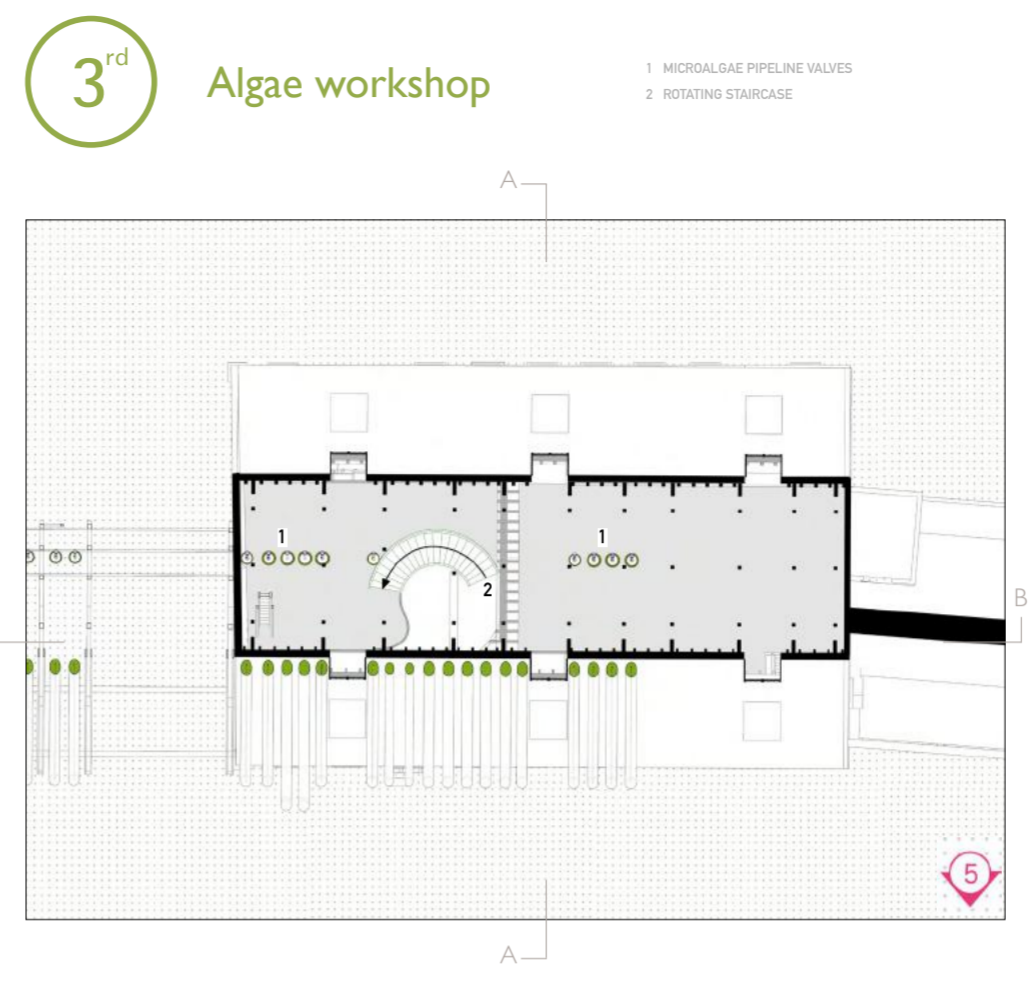 3rd
Algae workshop
1 MICROALGAE PIPELINE VALVES
2 ROTATING STAIRCASE
A
1
1
2
B
5
A